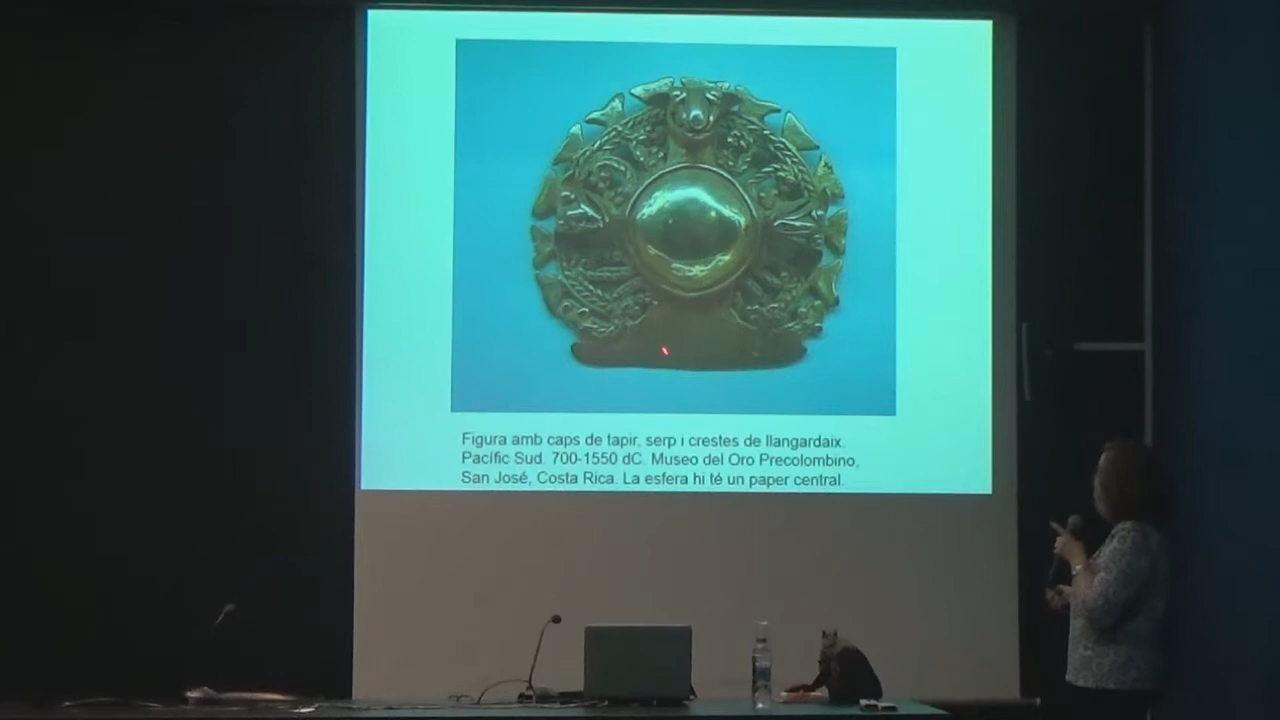 Figura amb caps de tapir, serp i crestes de llangardaix.
Pacífic Sud. 700-1550 dC. Museo del Oro Precolombino,
San José, Costa Rica. La esfera hi té un paper central.